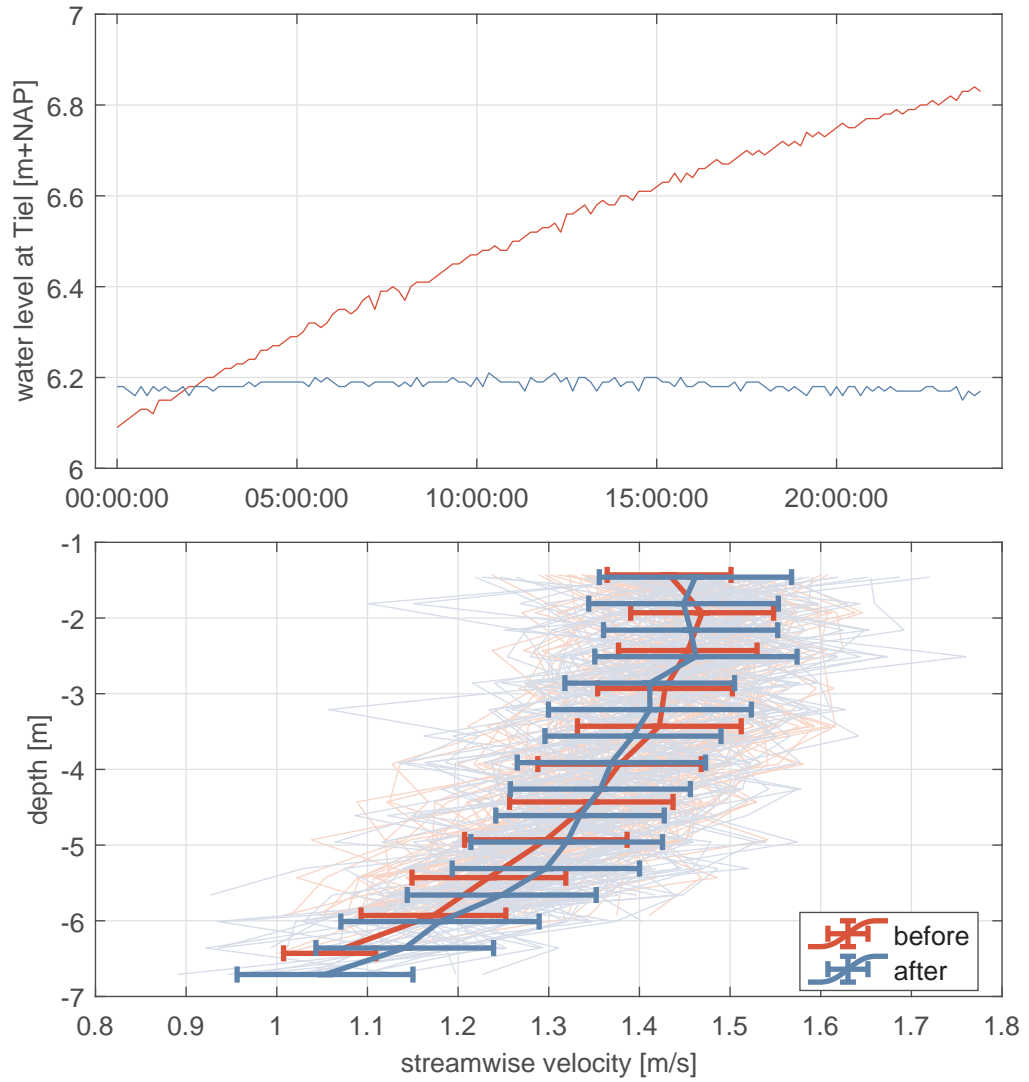 7
6.8
6.6
6.4
6.2
6
water level at Tiel [m+NAP]
00:00:00 05:00:00 10:00:00 15:00:00 20:00:00
-1
-2
-3
-4
-5
-6
-7
depth [m]
before
after
0.8 0.9 1 1.1 1.2 1.3 1.4 1.5 1.6 1.7 1.8
streamwise velocity [m/s]